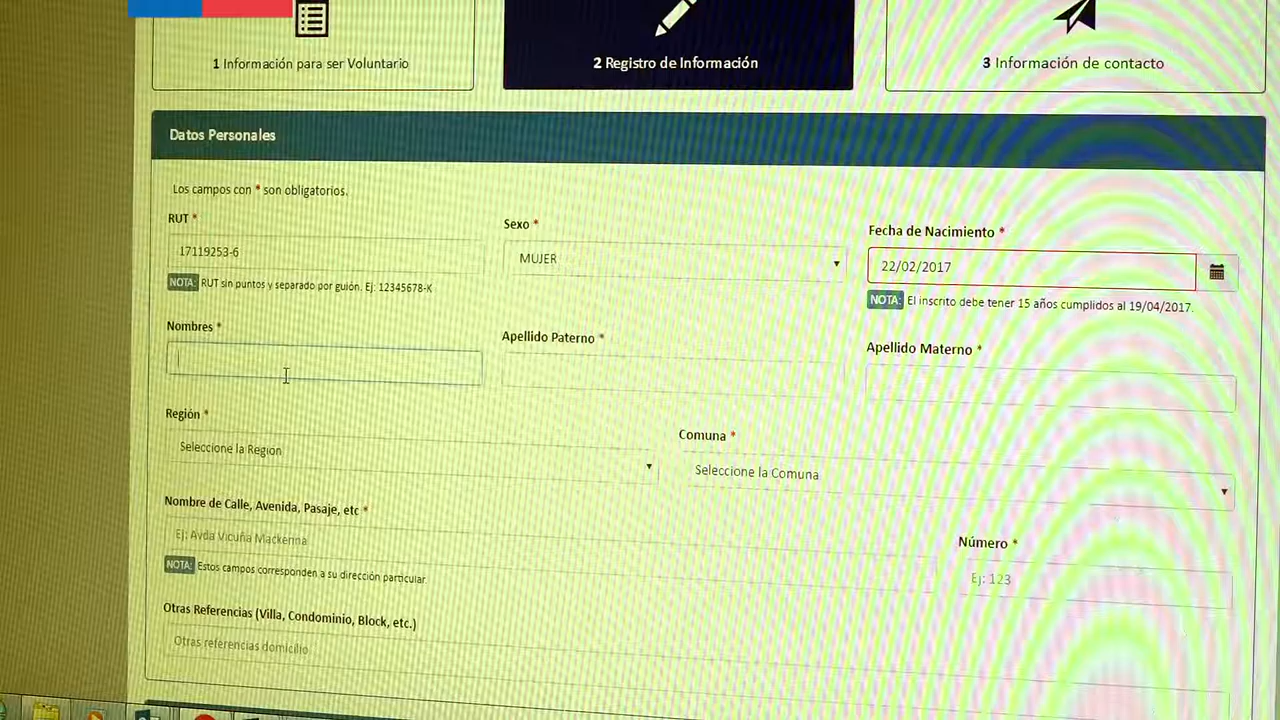 1 Información para ser Voluntario
2 Registro de Información
3 Información de contacto
Datos Personales
Los campos con * son obligatorios.
RUT *
17119253-6
NOTA: RUT sin puntos y separado por guión. Ej: 12345678-K
Sexo *
MUJER
Fecha de Nacimiento *
22/02/2017
NOTA: El inscrito debe tener 15 años cumplidos al 19/04/2017.
Nombres *
Apellido Paterno *
Apellido Materno *
Región *
Seleccione la Region
Comuna *
Seleccione la Comuna
Nombre de Calle, Avenida, Pasaje, etc *
Ej: Avda Vicuña Mackenna
NOTA: Estos campos corresponden a su dirección particular.
Número *
Ej: 123
Otras Referencias (Villa, Condominio, Block, etc.)
Otras referencias domicilio